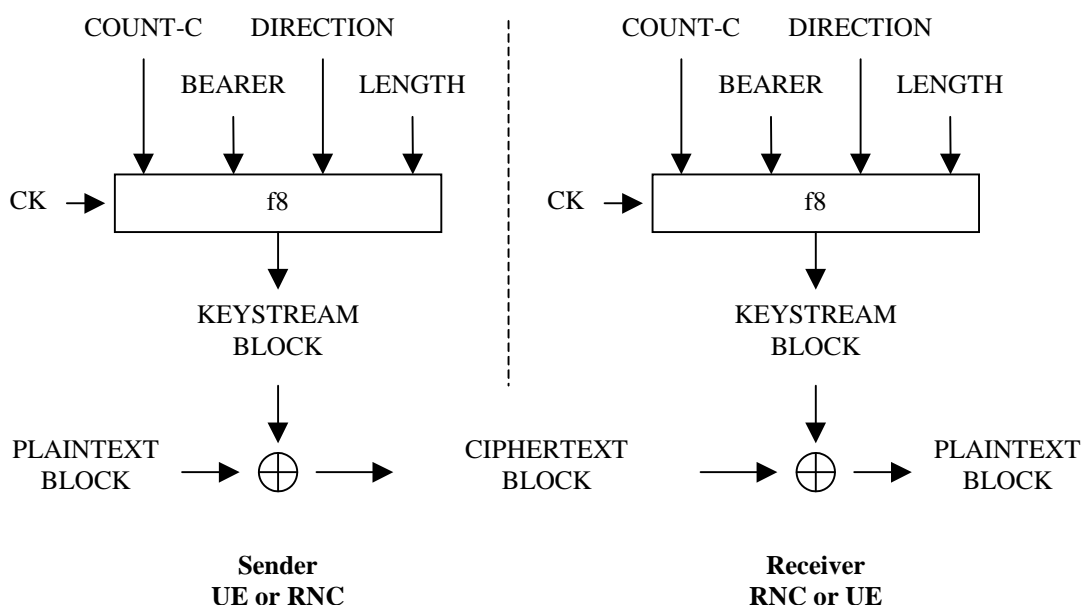 COUNT-C DIRECTION
BEARER LENGTH
CK
f8
KEYSTREAM
BLOCK
COUNT-C DIRECTION
BEARER LENGTH
CK
f8
KEYSTREAM
BLOCK
PLAINTEXT
BLOCK
CIPHERTEXT
BLOCK
PLAINTEXT
BLOCK
Sender
UE or RNC
Receiver
RNC or UE